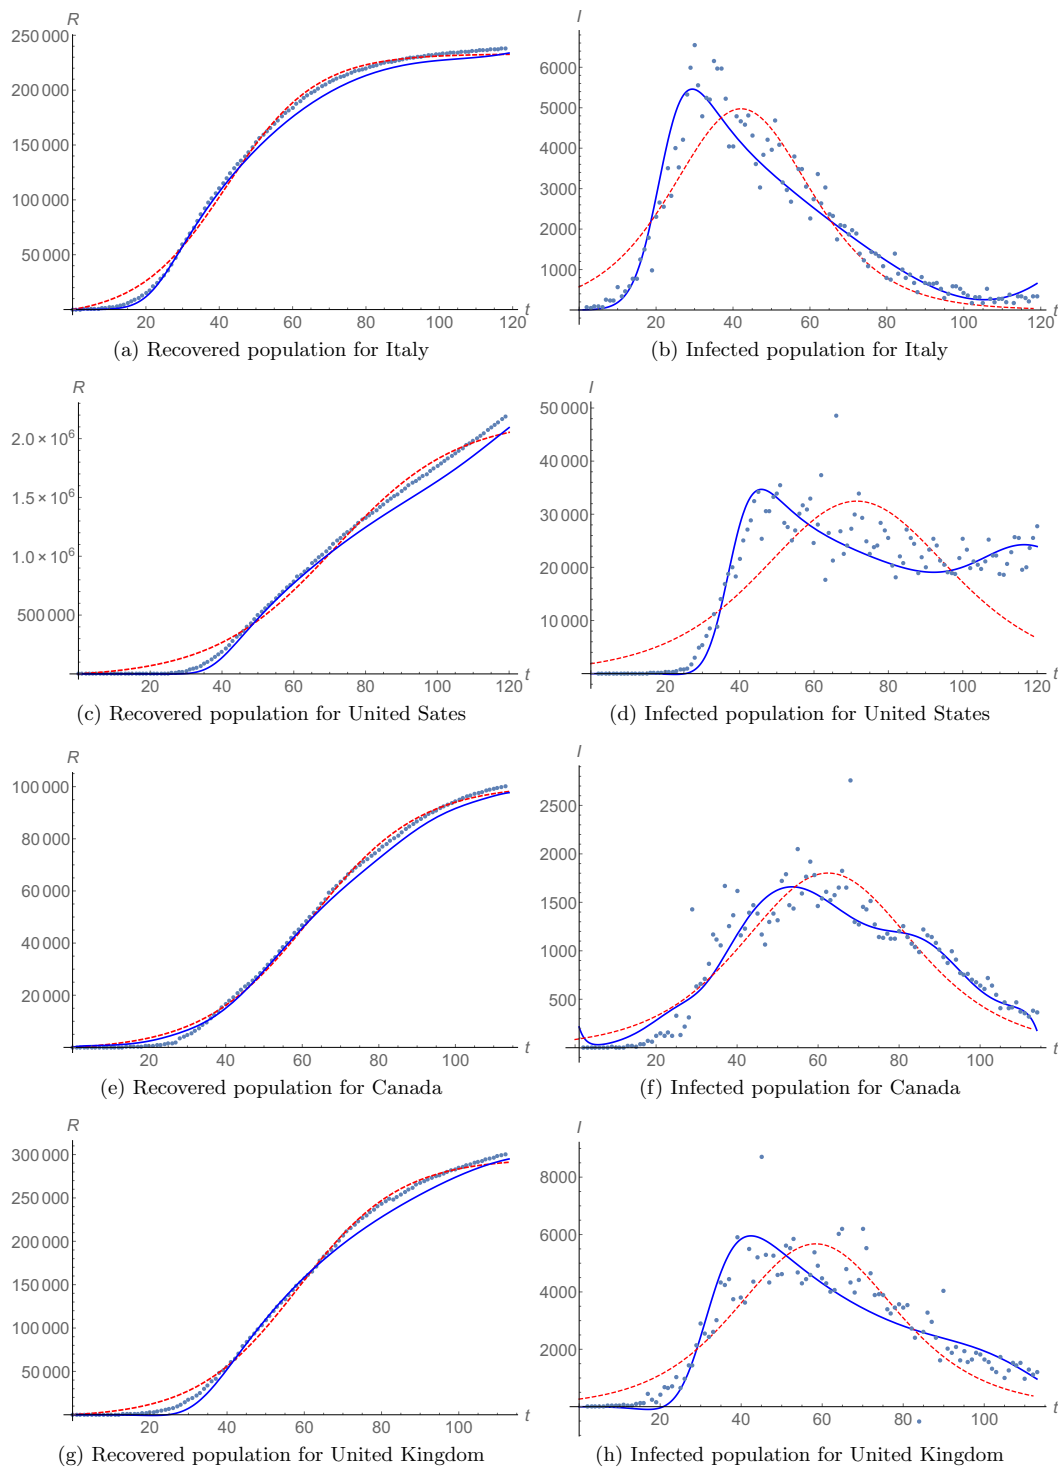 R
250 000
200 000
150 000
100 000
50 000
20 40 60 80 100 120
t
(a) Recovered population for Italy
I
6000
5000
4000
3000
2000
1000
20 40 60 80 100 120
t
(b) Infected population for Italy
R
2.0 × 10^6
1.5 × 10^6
1.0 × 10^6
500 000
20 40 60 80 100 120
t
(c) Recovered population for United Sates
I
50 000
40 000
30 000
20 000
10 000
20 40 60 80 100 120
t
(d) Infected population for United States
R
100 000
80 000
60 000
40 000
20 000
20 40 60 80 100
t
(e) Recovered population for Canada
I
2500
2000
1500
1000
500
20 40 60 80 100
t
(f) Infected population for Canada
R
300 000
250 000
200 000
150 000
100 000
50 000
20 40 60 80 100
t
(g) Recovered population for United Kingdom
I
8000
6000
4000
2000
20 40 60 80 100
t
(h) Infected population for United Kingdom